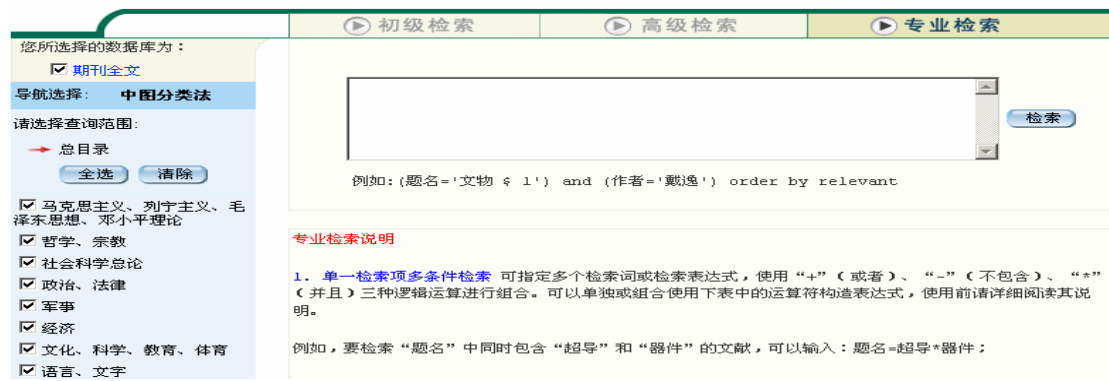 初级检索
高级检索
专业检索
您所选择的数据库为：
期刊全文
导航选择: 中图分类法
请选择查询范围:
总目录
全选 清除
马克思主义、列宁主义、毛
泽东思想、邓小平理论
哲学、宗教
社会科学总论
政治、法律
军事
经济
文化、科学、教育、体育
语言、文字
检索
例如:(题名='文物 $ 1') and (作者='戴逸') order by relevant
专业检索说明
1. 单一检索项多条件检索 可指定多个检索词或检索表达式，使用“+”（或者）、“-”（不包含）、“*”
（并且）三种逻辑运算进行组合。可以单独或组合使用下表中的运算符构造表达式，使用前请详细阅读其说
明。
例如，要检索“题名”中同时包含“超导”和“器件”的文献，可以输入：题名=超导*器件；